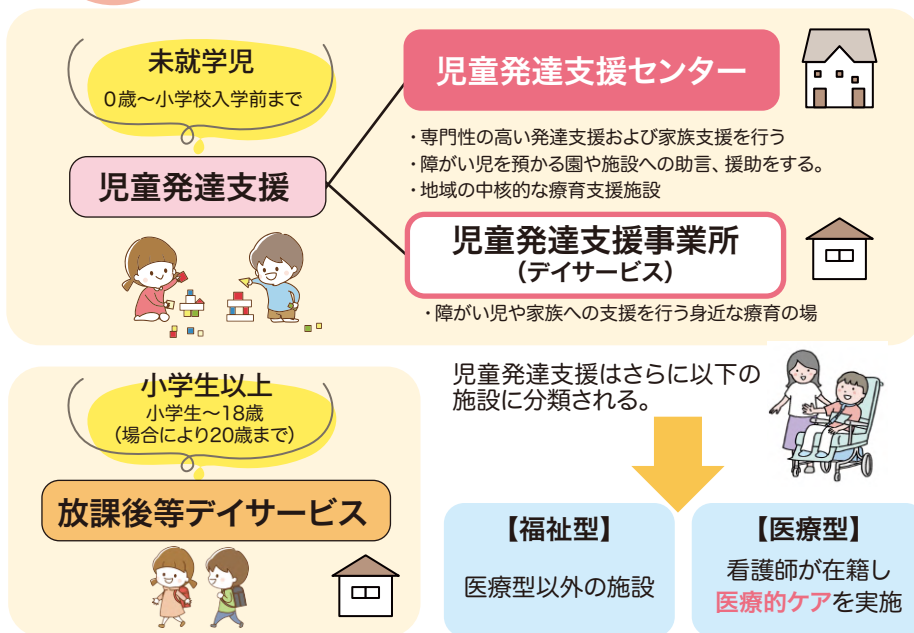 未就学児
0歳～小学校入学前まで
児童発達支援
児童発達支援センター
・専門性の高い発達支援および家族支援を行う
・障がい児を預かる園や施設への助言、援助をする。
・地域の中核的な療育支援施設
児童発達支援事業所
(デイサービス)
・障がい児や家族への支援を行う身近な療育の場
小学生以上
小学生～18歳
(場合により20歳まで)
放課後等デイサービス
児童発達支援はさらに以下の
施設に分類される。
【福祉型】
医療型以外の施設
【医療型】
看護師が在籍し
医療的ケアを実施